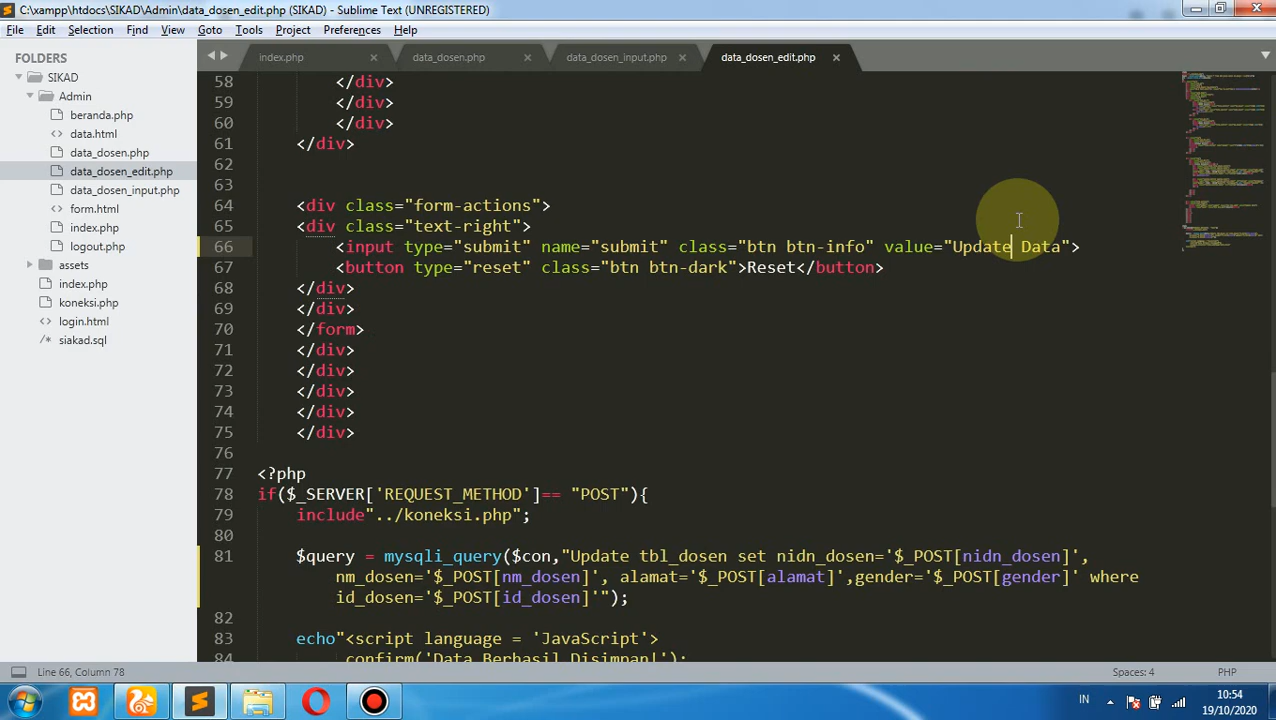 C:\xampp\htdocs\SIKAD\Admin\data_dosen_edit.php (SIKAD) - Sublime Text (UNREGISTERED)
File Edit Selection Find View Goto Tools Project Preferences Help
FOLDERS
SIKAD
Admin
beranda.php
data.html
data_dosen.php
data_dosen_edit.php
data_dosen_input.php
form.html
index.php
logout.php
assets
index.php
koneksi.php
login.html
siakad.sql
index.php data_dosen.php data_dosen_input.php data_dosen_edit.php
58 </div>
59 </div>
60 </div>
61 </div>
62
63
64 <div class="form-actions">
65 <div class="text-right">
66 <input type="submit" name="submit" class="btn btn-info" value="Update Data">
67 <button type="reset" class="btn btn-dark">Reset</button>
68 </div>
69 </div>
70 </form>
71 </div>
72 </div>
73 </div>
74 </div>
75 </div>
76
77 <?php
78 if($_SERVER['REQUEST_METHOD']== "POST"){
79 include"../koneksi.php";
80
81 $query = mysqli_query($con,"Update tbl_dosen set nidn_dosen='$_POST[nidn_dosen]',
nm_dosen='$_POST[nm_dosen]', alamat='$_POST[alamat]',gender='$_POST[gender]' where
id_dosen='$_POST[id_dosen]'");
82
83 echo"<script language = 'JavaScript'>
84 confirm('Data Berhasil Disimpan!');
Line 66, Column 78 Spaces: 4 PHP
IN 10:54
19/10/2020